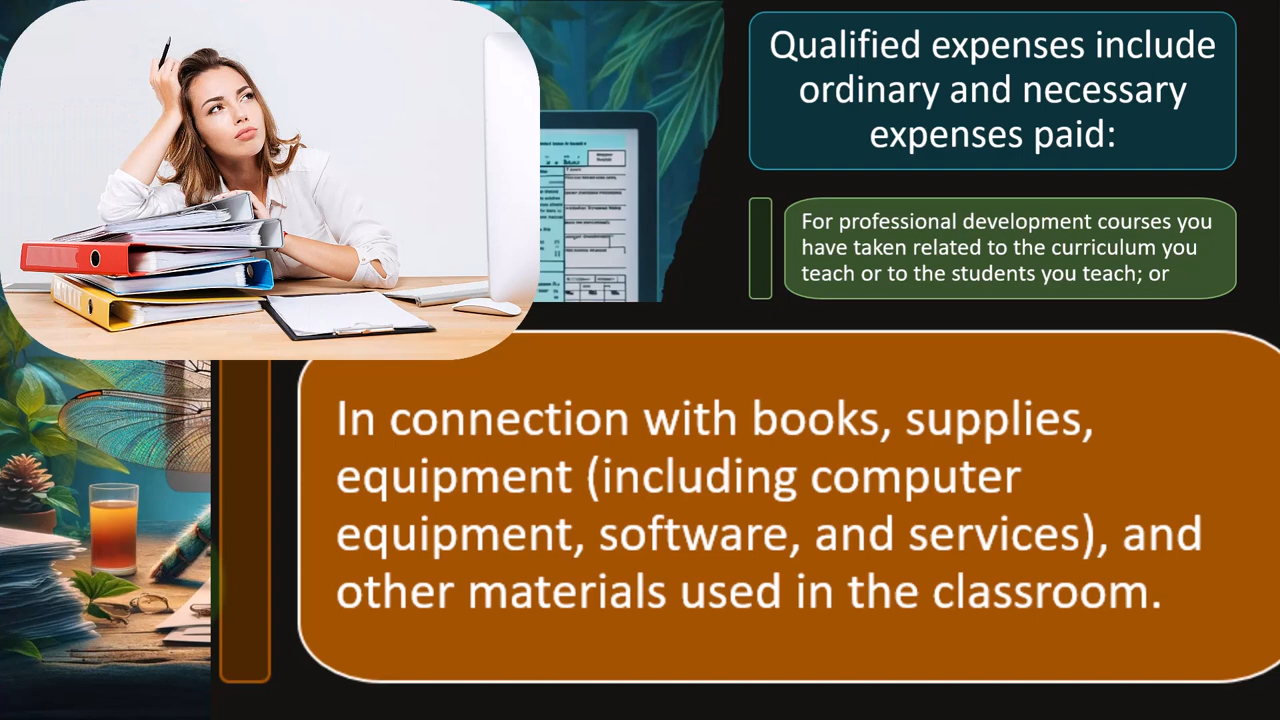 Qualified expenses include
ordinary and necessary
expenses paid:
For professional development courses you
have taken related to the curriculum you
teach or to the students you teach; or
In connection with books, supplies,
equipment (including computer
equipment, software, and services), and
other materials used in the classroom.